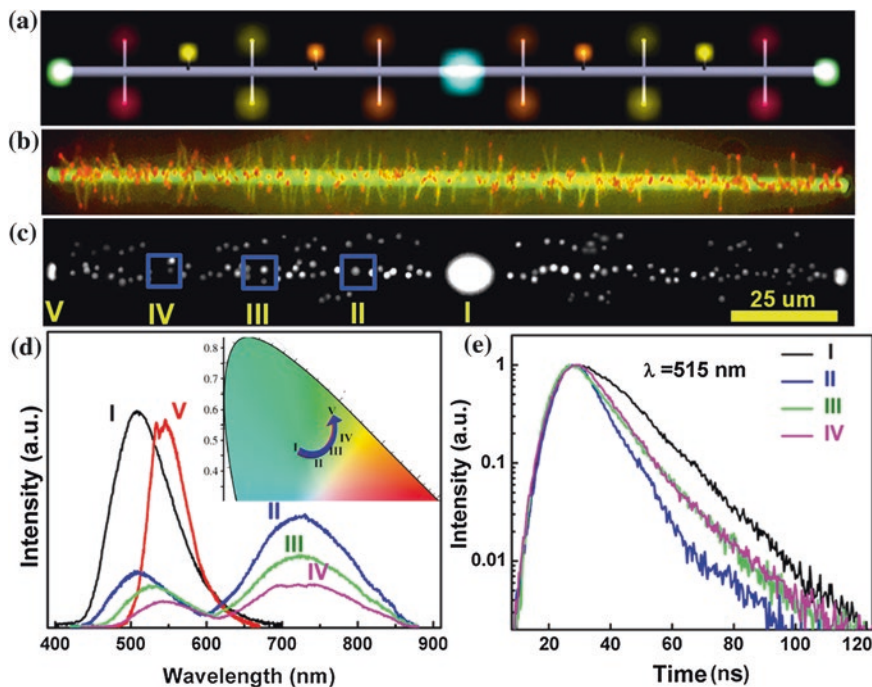 (a)
(b)
(c)
V IV III II I
25 um
(d)
(e)
0.8
0.7
0.6
0.5
0.4
I
V
I
II
III
IV
V
II
III
IV
Intensity (a.u.)
400 500 600 700 800 900
Wavelength (nm)
1
0.1
0.01
λ =515 nm
I
II
III
IV
Intensity (a.u.)
20 40 60 80 100 120
Time (ns)